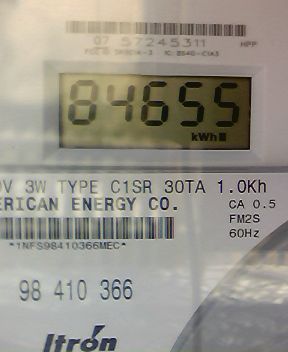 07 57245311 HPP
84655
kWh
V 3W TYPE C1SR 30TA 1.0Kh
ERICAN ENERGY CO. CA 0.5
FM2S
*1NFS98410366MEC* 60Hz
98 410 366
Itron